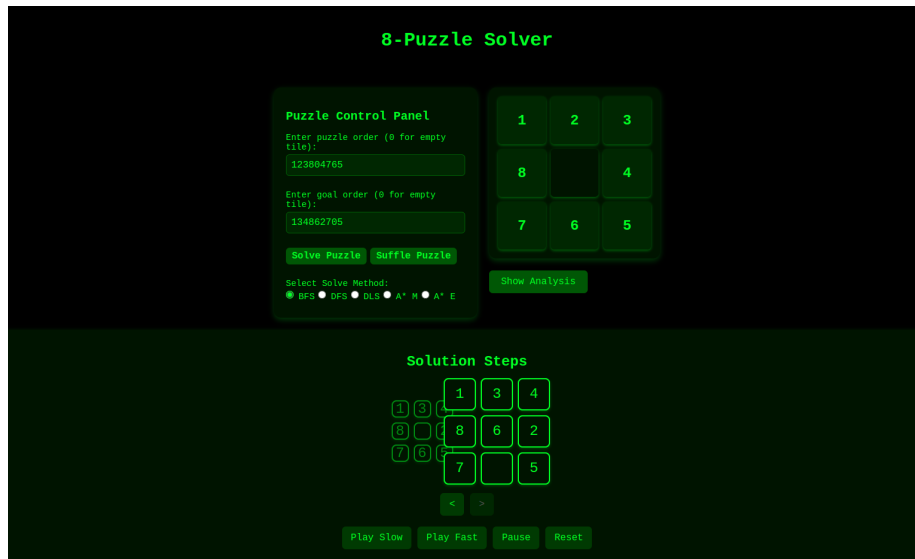 8-Puzzle Solver
Puzzle Control Panel
Enter puzzle order (0 for empty
tile):
123804765
Enter goal order (0 for empty
tile):
134862705
Solve Puzzle Suffle Puzzle
Select Solve Method:
BFS DFS DLS A* M A* E
1 2 3
8 4
7 6 5
Show Analysis
Solution Steps
1 3 4
8 2
7 6 5
1 3 4
8 6 2
7 5
< >
Play Slow Play Fast Pause Reset